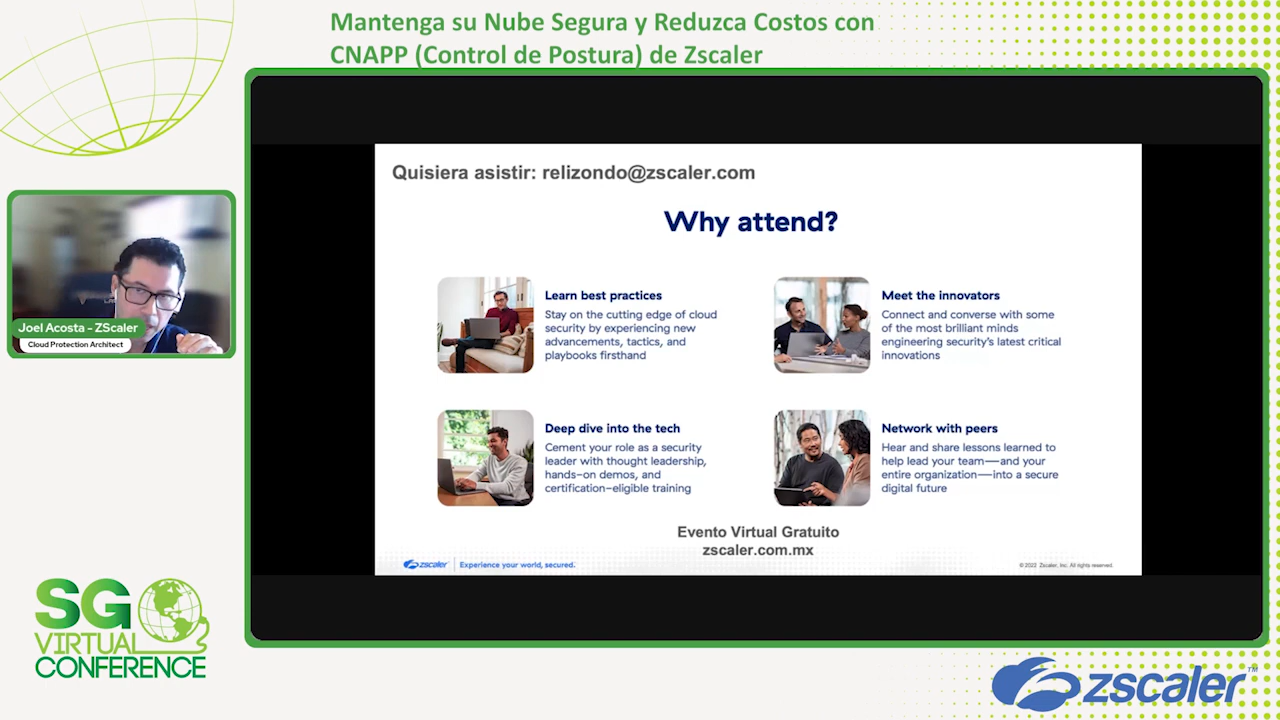 Mantenga su Nube Segura y Reduzca Costos con
CNAPP (Control de Postura) de Zscaler
Joel Acosta - ZScaler
Cloud Protection Architect
Quisiera asistir: relizondo@zscaler.com
Why attend?
Learn best practices
Stay on the cutting edge of cloud
security by experiencing new
advancements, tactics, and
playbooks firsthand
Meet the innovators
Connect and converse with some
of the most brilliant minds
engineering security's latest critical
innovations
Deep dive into the tech
Cement your role as a security
leader with thought leadership,
hands-on demos, and
certification-eligible training
Network with peers
Hear and share lessons learned to
help lead your team—and your
entire organization—into a secure
digital future
Evento Virtual Gratuito
zscaler.com.mx
zscaler Experience your world, secured.
© 2022 Zscaler, Inc. All rights reserved.
SG
VIRTUAL
CONFERENCE
zscaler™